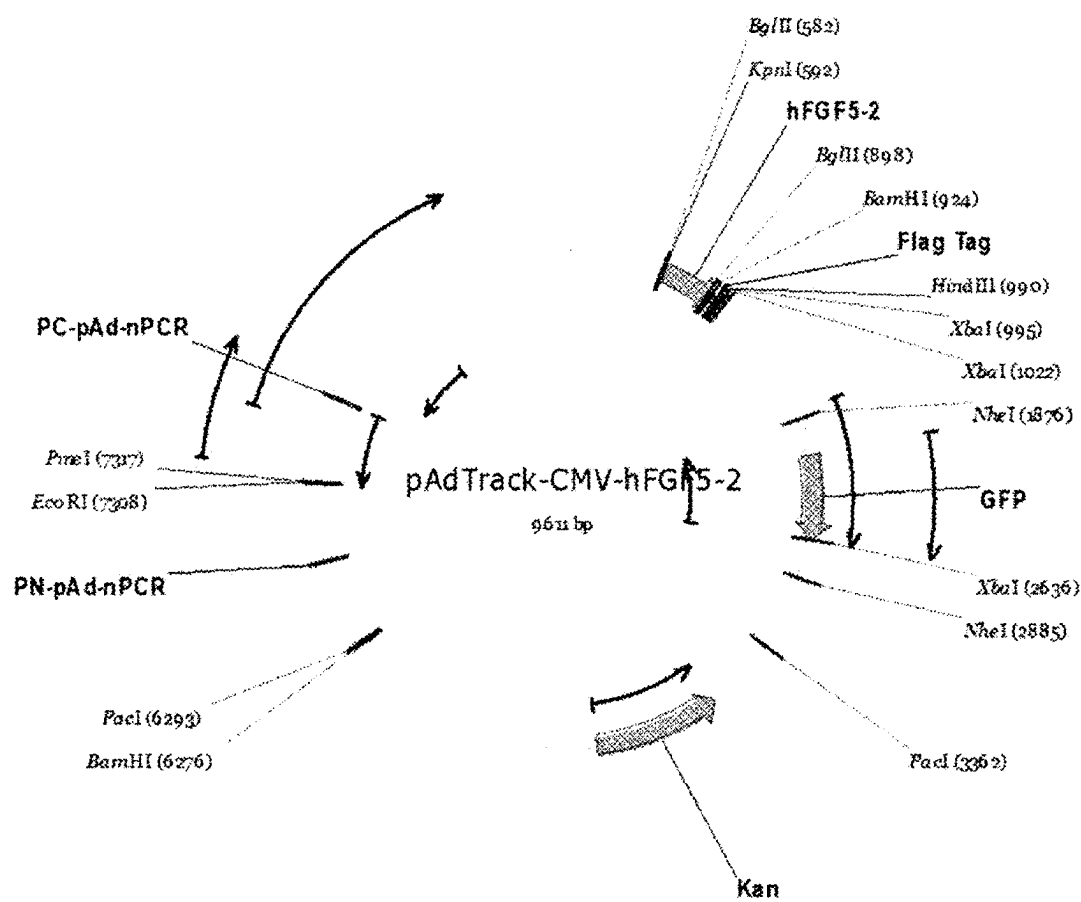 BglII (582)
KpnI (592)
hFGF5-2
BglII (898)
BamHI (924)
Flag Tag
HindIII (990)
XbaI (995)
XbaI (1022)
NheI (1876)
PC-pAd-nPCR
PmeI (7317)
EcoRI (7308)
pAdTrack-CMV-hFGF5-2
9611 bp
GFP
PN-pAd-nPCR
XbaI (2636)
NheI (2885)
PacI (6293)
BamHI (6276)
PacI (3362)
Kan